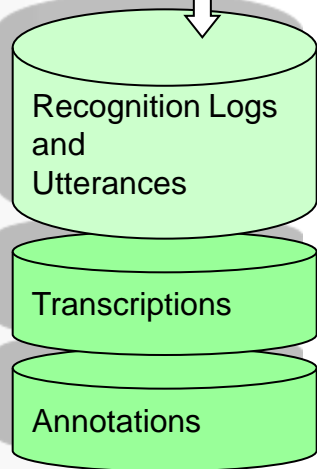 Recognition Logs
and
Utterances
Transcriptions
Annotations